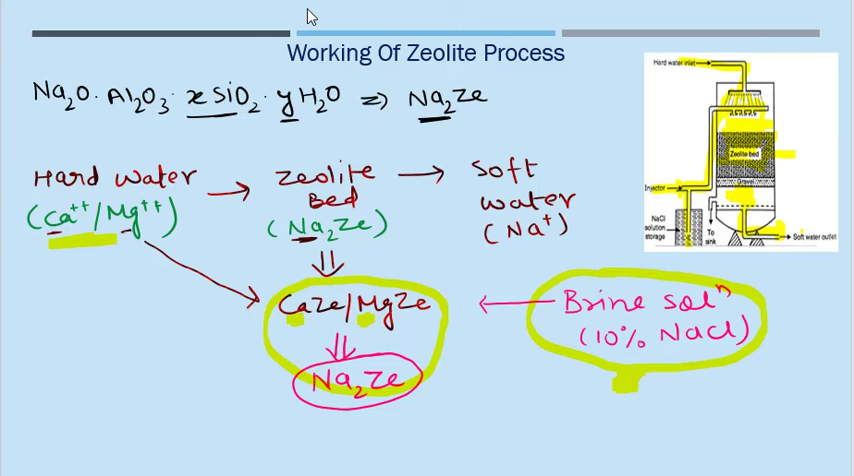 Working Of Zeolite Process
Na₂O · Al₂O₃ · xSiO₂ · yH₂O ⇒ Na₂Ze
Hard water → Zeolite Bed → Soft water
(Ca⁺⁺/Mg⁺⁺) (Na₂Ze) (Na⁺)
⇓
CaZe/MgZe ← Brine solⁿ
(10% NaCl)
⇓
Na₂Ze
Hard water inlet
Zeolite bed
Gravel
Injector
NaCl
solution
storage
To
sink
Soft water outlet